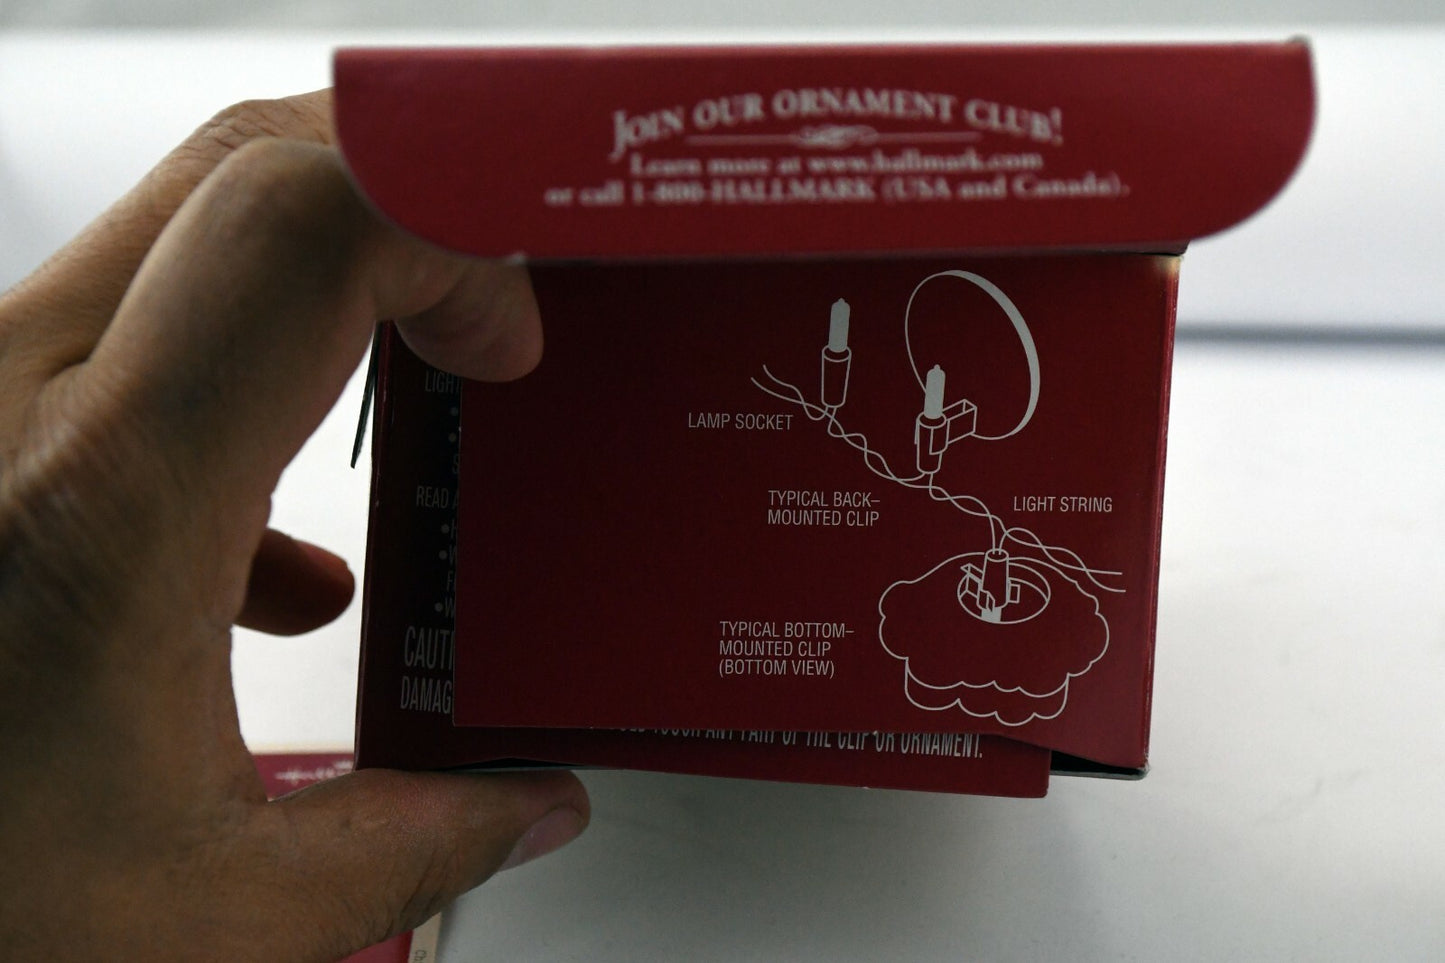 JOIN OUR ORNAMENT CLUB!
Learn more at www.hallmark.com
or call 1-800-HALLMARK (USA and Canada).
LAMP SOCKET
TYPICAL BACK–
MOUNTED CLIP
LIGHT STRING
TYPICAL BOTTOM–
MOUNTED CLIP
(BOTTOM VIEW)
LIGHT
READ
CAUTI
DAMAG
TOUCH ANY PART OF THE CLIP OR ORNAMENT.